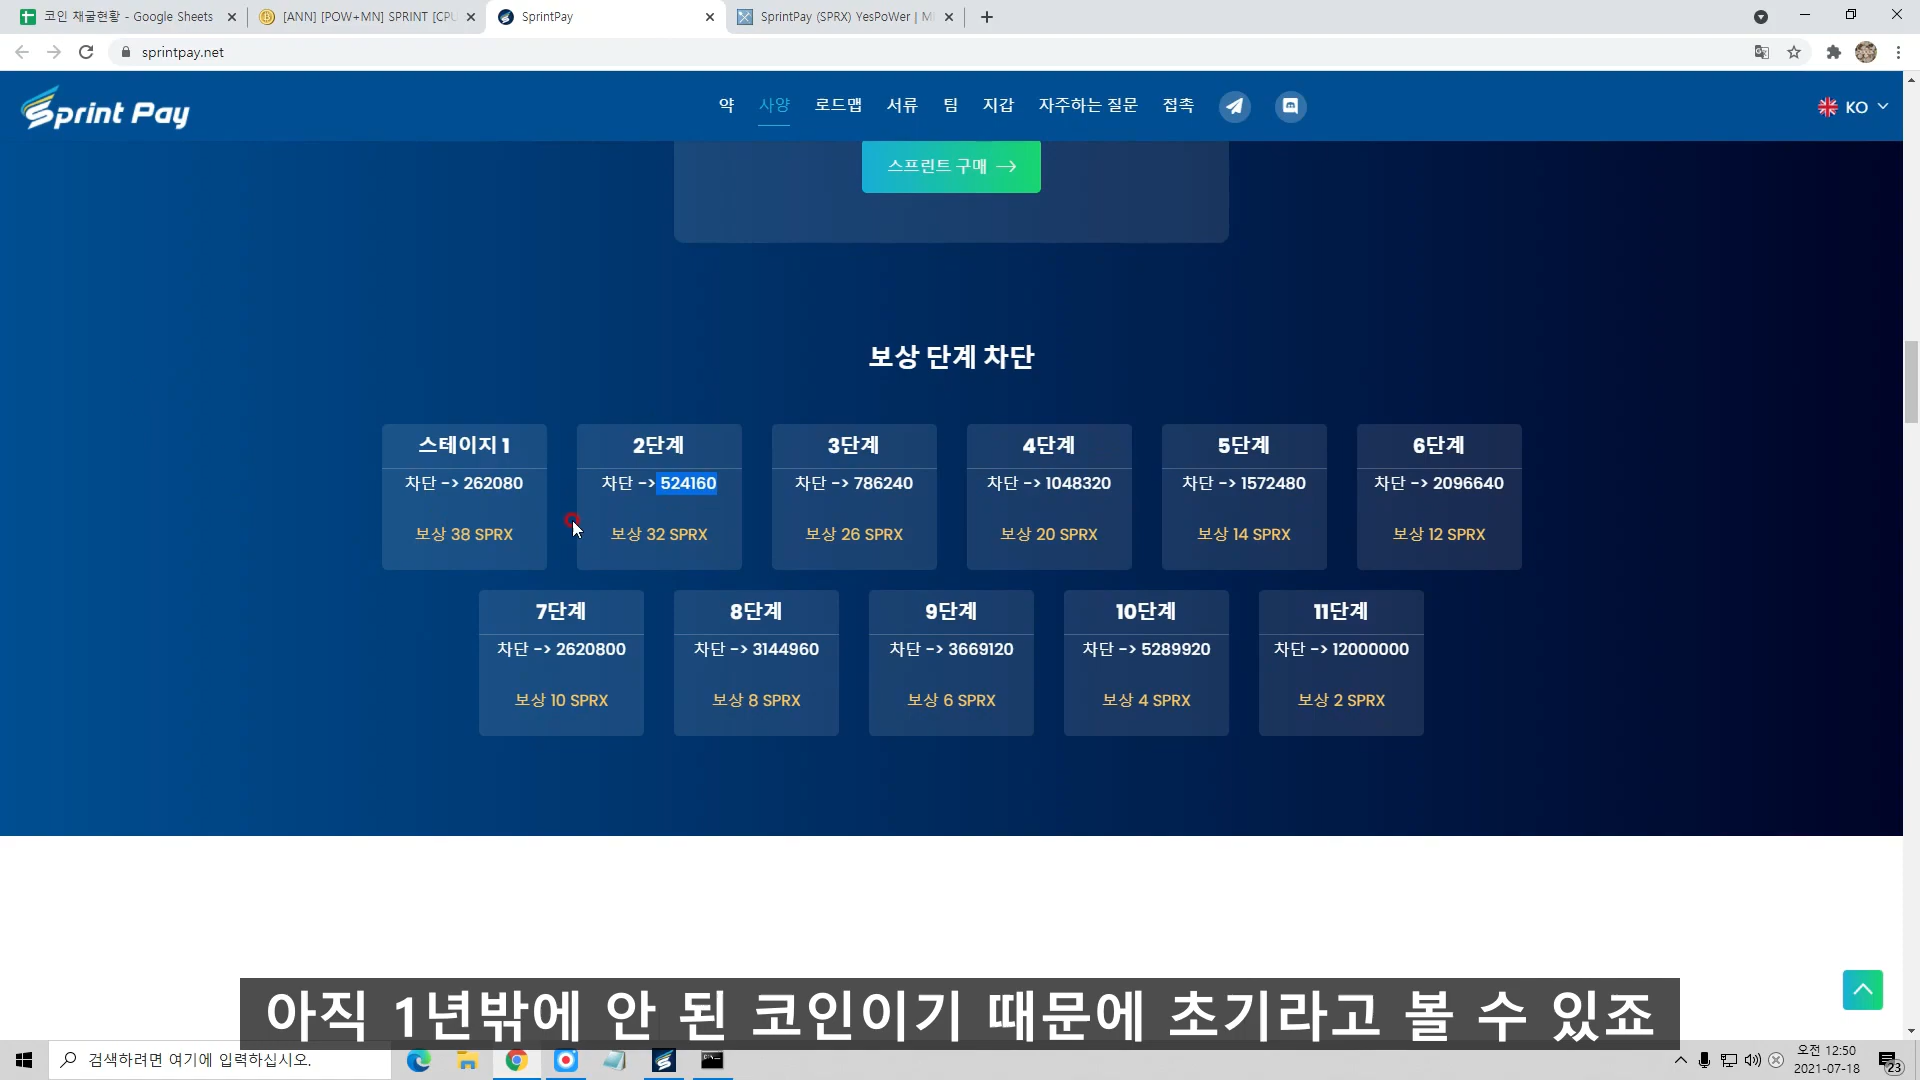 코인 채굴현황 - Google Sheets
[ANN] [POW+MN] SPRINT [CPU
SprintPay
SprintPay (SPRX) YesPoWer | Mi
sprintpay.net
Sprint Pay
약 사양 로드맵 서류 팀 지갑 자주하는 질문 접촉
KO
스프린트 구매
보상 단계 차단
스테이지 1
차단 -> 262080
보상 38 SPRX
2단계
차단 -> 524160
보상 32 SPRX
3단계
차단 -> 786240
보상 26 SPRX
4단계
차단 -> 1048320
보상 20 SPRX
5단계
차단 -> 1572480
보상 14 SPRX
6단계
차단 -> 2096640
보상 12 SPRX
7단계
차단 -> 2620800
보상 10 SPRX
8단계
차단 -> 3144960
보상 8 SPRX
9단계
차단 -> 3669120
보상 6 SPRX
10단계
차단 -> 5289920
보상 4 SPRX
11단계
차단 -> 12000000
보상 2 SPRX
아직 1년밖에 안 된 코인이기 때문에 초기라고 볼 수 있죠
검색하려면 여기에 입력하십시오.
오전 12:50
2021-07-18
23